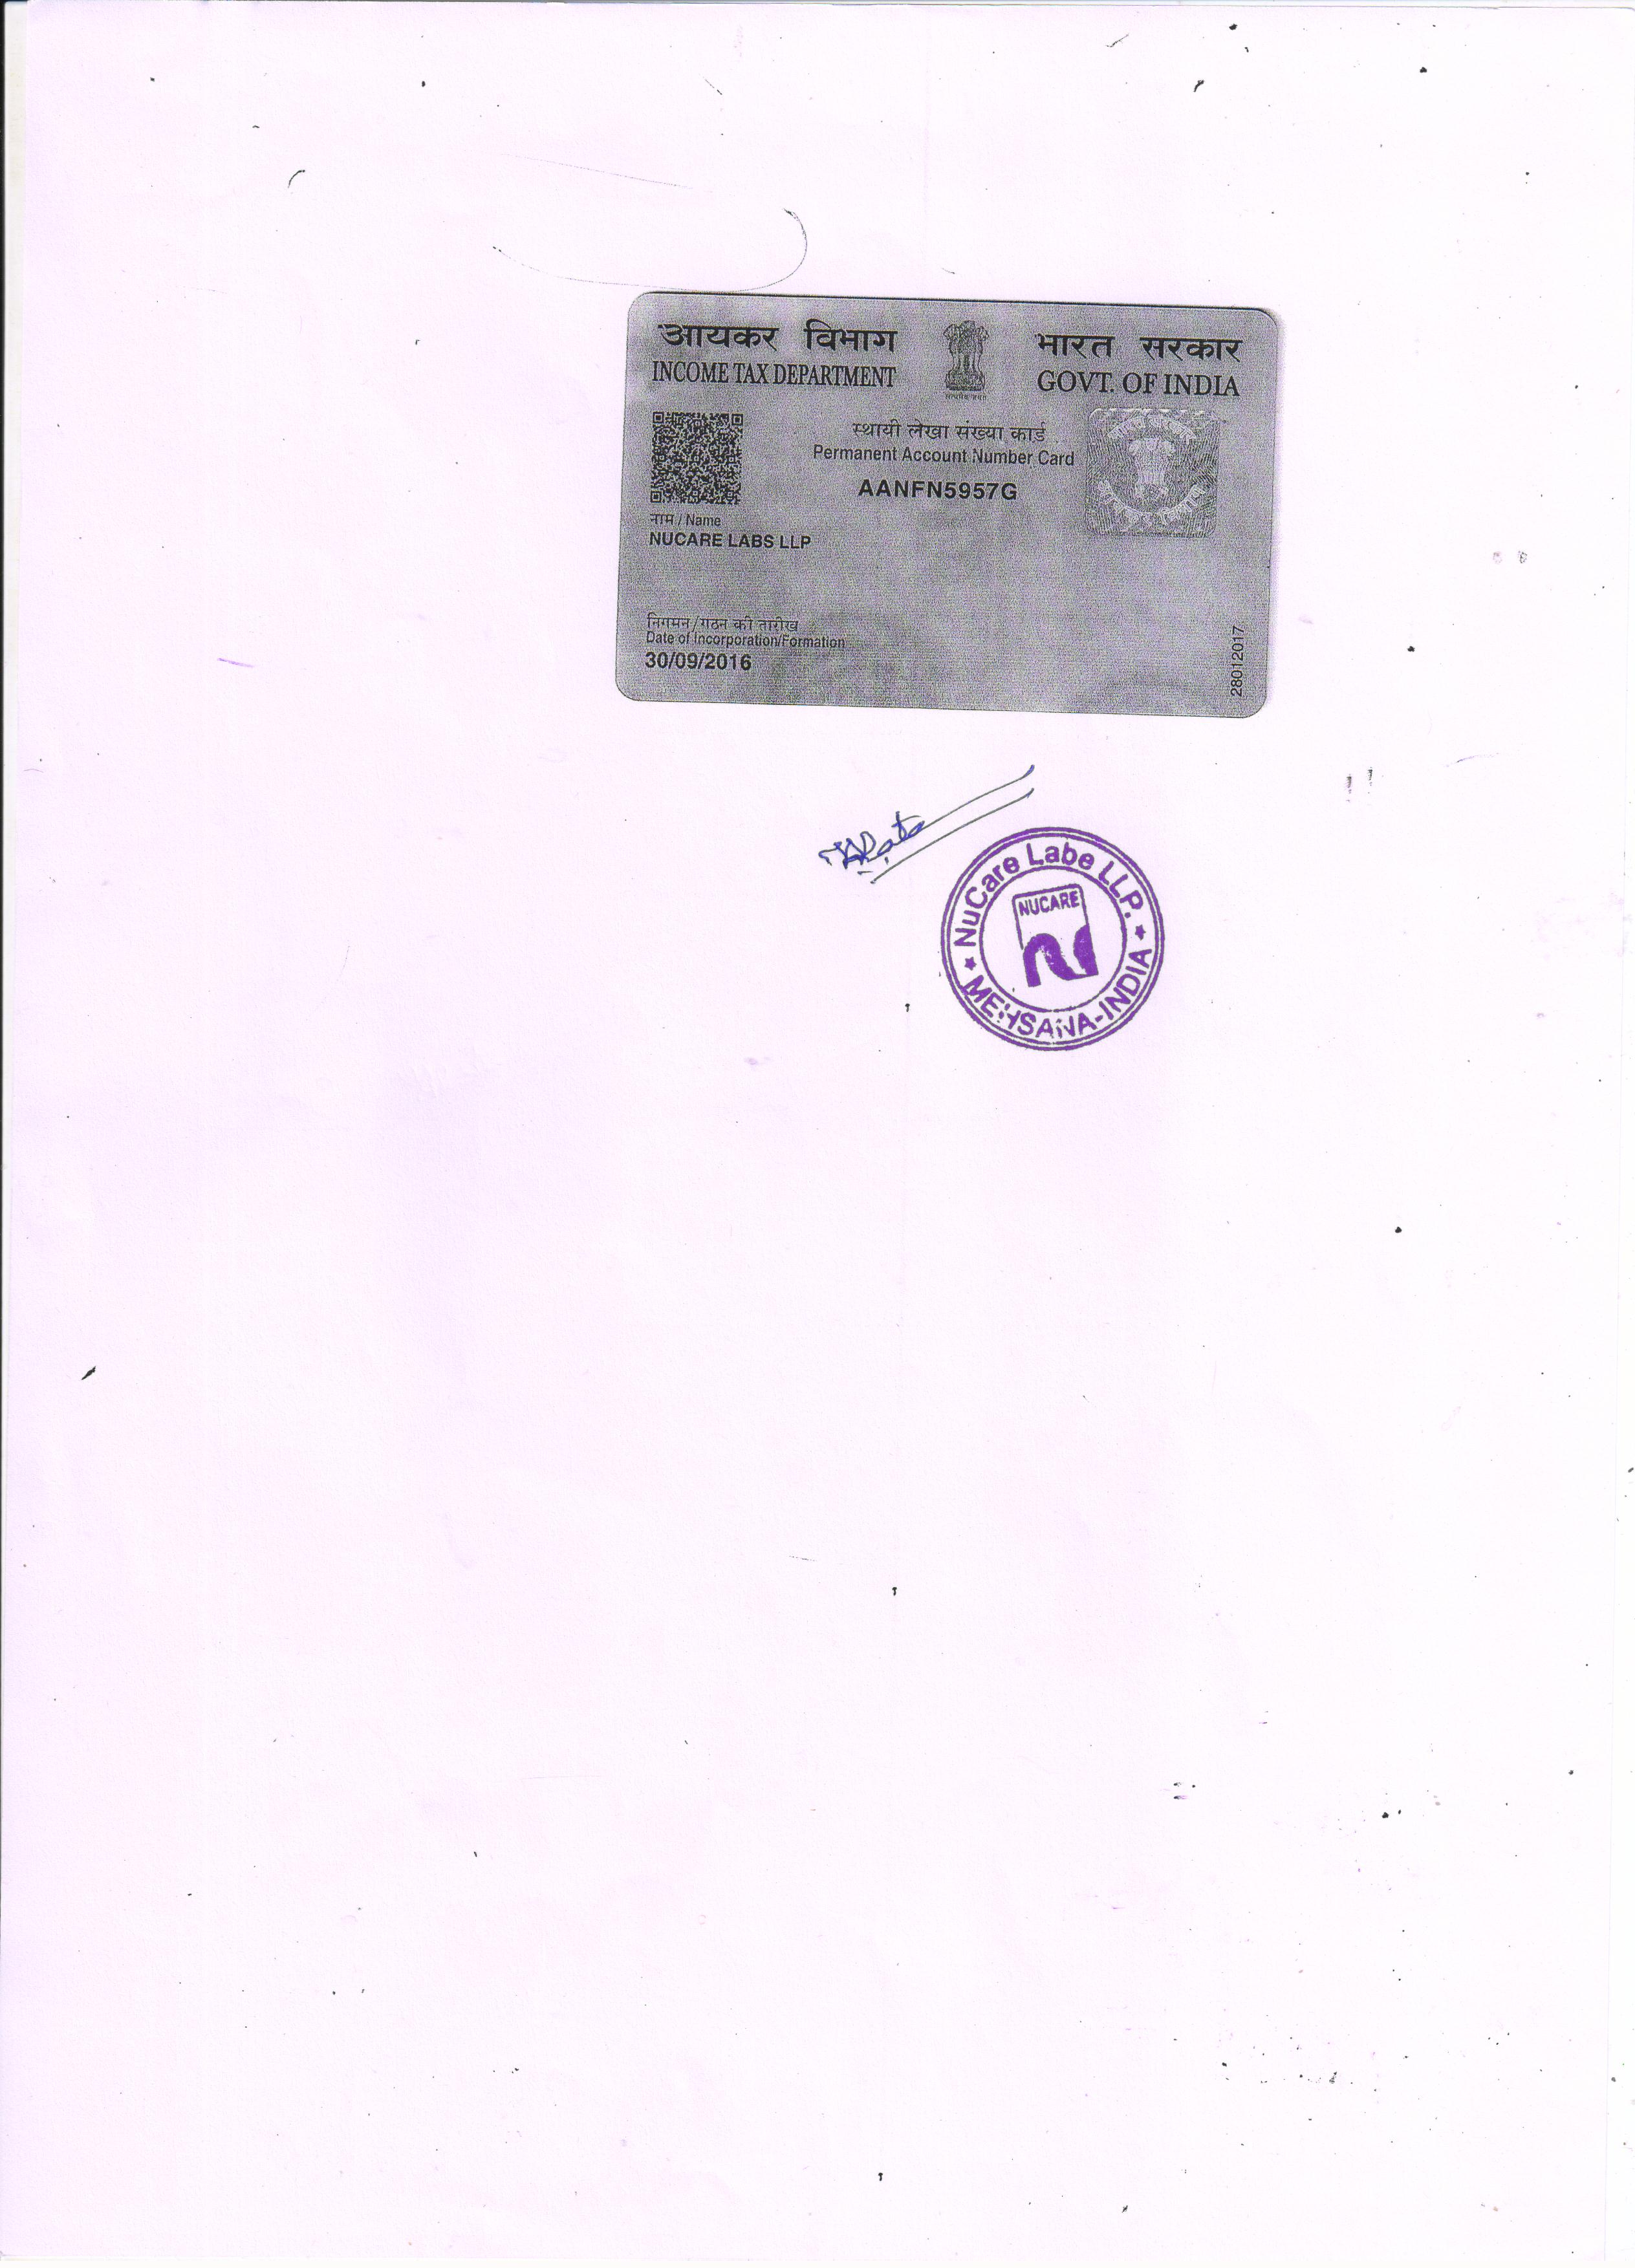 आयकर विभाग
INCOME TAX DEPARTMENT
भारत सरकार
GOVT. OF INDIA
सत्यमेव जयते
स्थायी लेखा संख्या कार्ड
Permanent Account Number Card
AANFN5957G
नाम / Name
NUCARE LABS LLP
निगमन/गठन की तारीख
Date of Incorporation/Formation
30/09/2016
28012017
NuCare Labe LLP.
NUCARE
MEHSANA-INDIA